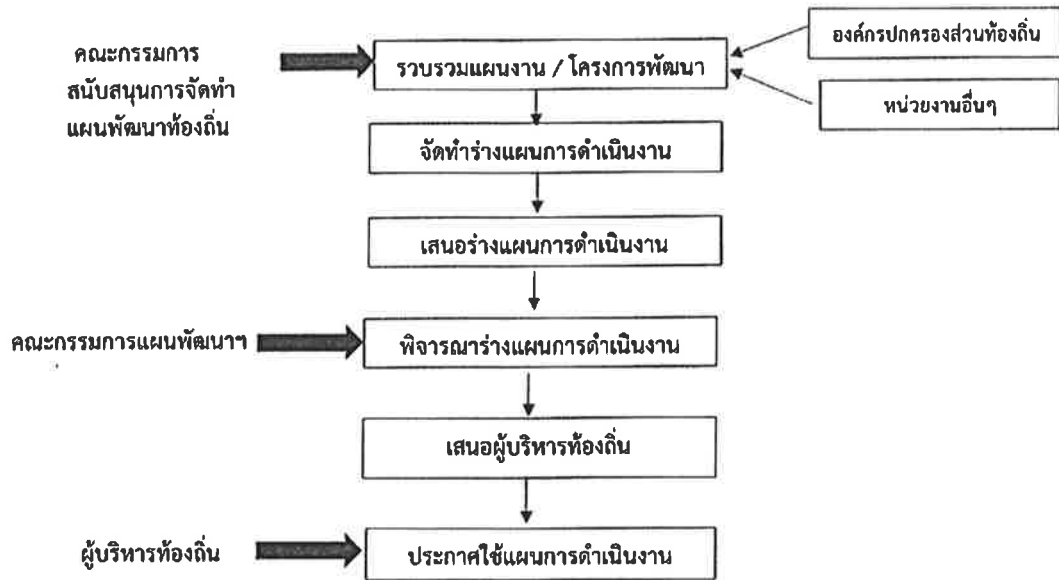 องค์กรปกครองส่วนท้องถิ่น
คณะกรรมการ
สนับสนุนการจัดทำ
แผนพัฒนาท้องถิ่น
รวบรวมแผนงาน / โครงการพัฒนา
หน่วยงานอื่นๆ
จัดทำร่างแผนการดำเนินงาน
เสนอร่างแผนการดำเนินงาน
คณะกรรมการแผนพัฒนาฯ
พิจารณาร่างแผนการดำเนินงาน
เสนอผู้บริหารท้องถิ่น
ผู้บริหารท้องถิ่น
ประกาศใช้แผนการดำเนินงาน